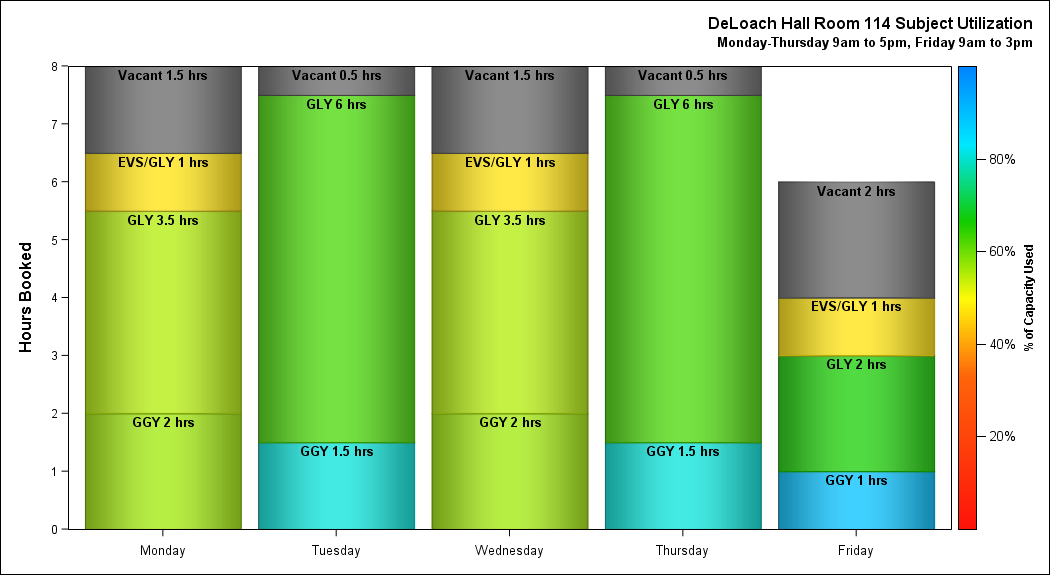 DeLoach Hall Room 114 Subject Utilization
Monday-Thursday 9am to 5pm, Friday 9am to 3pm
Hours Booked
8
7
6
5
4
3
2
1
0
Vacant 1.5 hrs
EVS/GLY 1 hrs
GLY 3.5 hrs
GGY 2 hrs
Vacant 0.5 hrs
GLY 6 hrs
GGY 1.5 hrs
Vacant 1.5 hrs
EVS/GLY 1 hrs
GLY 3.5 hrs
GGY 2 hrs
Vacant 0.5 hrs
GLY 6 hrs
GGY 1.5 hrs
Vacant 2 hrs
EVS/GLY 1 hrs
GLY 2 hrs
GGY 1 hrs
Monday
Tuesday
Wednesday
Thursday
Friday
80%
60%
40%
20%
% of Capacity Used